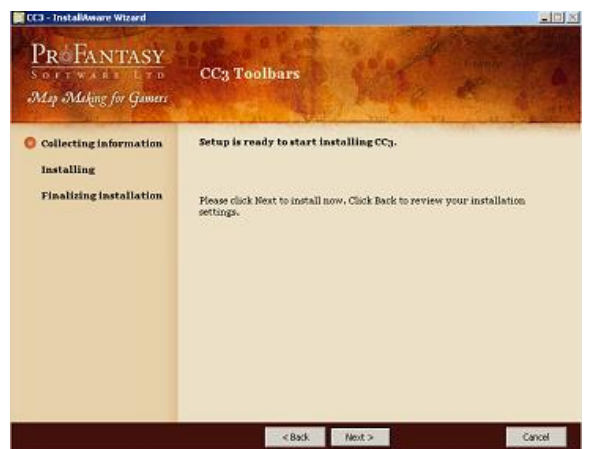 CC3 - InstallAware Wizard
PROFANTASY
SOFTWARE LTD
Map Making for Gamers
CC3 Toolbars
Collecting information
Setup is ready to start installing CC3.
Installing
Finalizing installation
Please click Next to install now. Click Back to review your installation
settings.
< Back
Next >
Cancel